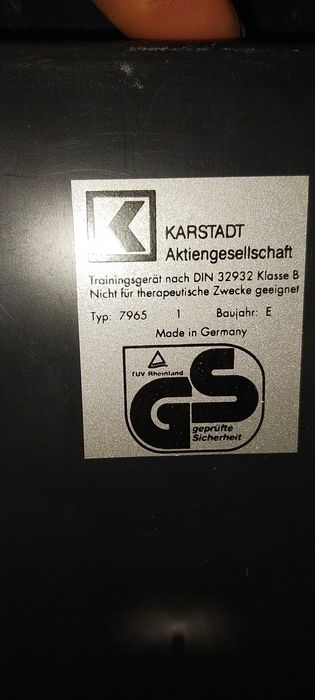 K
KARSTADT
Aktiengesellschaft
Trainingsgerät nach DIN 32932 Klasse B
Nicht für therapeutische Zwecke geeignet
Typ: 7965 1 Baujahr: E
Made in Germany
TÜV Rheinland
GS
geprüfte
Sicherheit